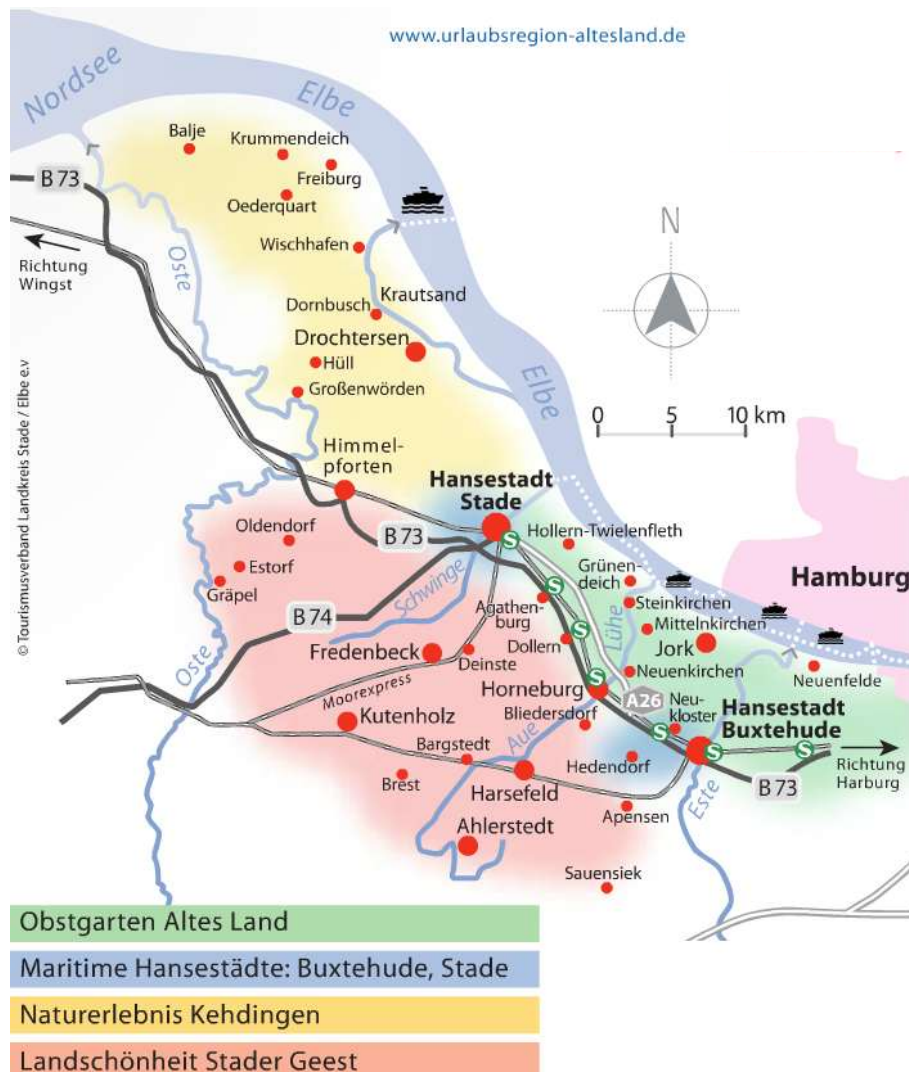 www.urlaubsregion-altesland.de
Nordsee
Elbe
Balje
Krummendeich
Freiburg
B 73
Oederquart
N
Wischhafen
Richtung
Wingst
Oste
Krautsand
Dornbusch
Drochtersen
Hüll
Großenwörden
Elbe
0 5 10 km
Himmel-
pforten
Hansestadt
Stade
© Tourismusverband Landkreis Stade / Elbe e.v
Oldendorf
B 73
S
Hollern-Twielenfleth
Estorf
Gräpel
Schwinge
S
Grünen-
deich
Hamburg
Agathen-
burg
Steinkirchen
B 74
S
Lühe
Mittelnkirchen
Jork
Fredenbeck
Deinste
Dollern
Oste
Moorexpress
S
Neuenkirchen
Neuenfelde
Horneburg
A26
Kutenholz
Bliedersdorf
Neu-
kloster
Hansestadt
Buxtehude
Aue
S
S
S
Bargstedt
Hedendorf
Richtung
Harburg
Brest
Harsefeld
B 73
Este
Apensen
Ahlerstedt
Sauensiek
Obstgarten Altes Land
Maritime Hansestädte: Buxtehude, Stade
Naturerlebnis Kehdingen
Landschönheit Stader Geest